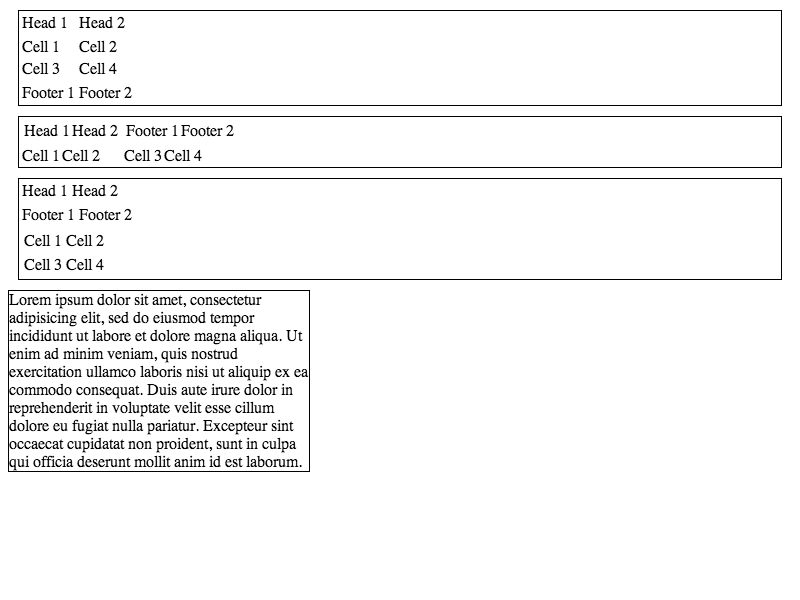 Head 1 Head 2
Cell 1 Cell 2
Cell 3 Cell 4
Footer 1 Footer 2
Head 1 Head 2 Footer 1 Footer 2
Cell 1 Cell 2 Cell 3 Cell 4
Head 1 Head 2
Footer 1 Footer 2
Cell 1 Cell 2
Cell 3 Cell 4
Lorem ipsum dolor sit amet, consectetur
adipisicing elit, sed do eiusmod tempor
incididunt ut labore et dolore magna aliqua. Ut
enim ad minim veniam, quis nostrud
exercitation ullamco laboris nisi ut aliquip ex ea
commodo consequat. Duis aute irure dolor in
reprehenderit in voluptate velit esse cillum
dolore eu fugiat nulla pariatur. Excepteur sint
occaecat cupidatat non proident, sunt in culpa
qui officia deserunt mollit anim id est laborum.